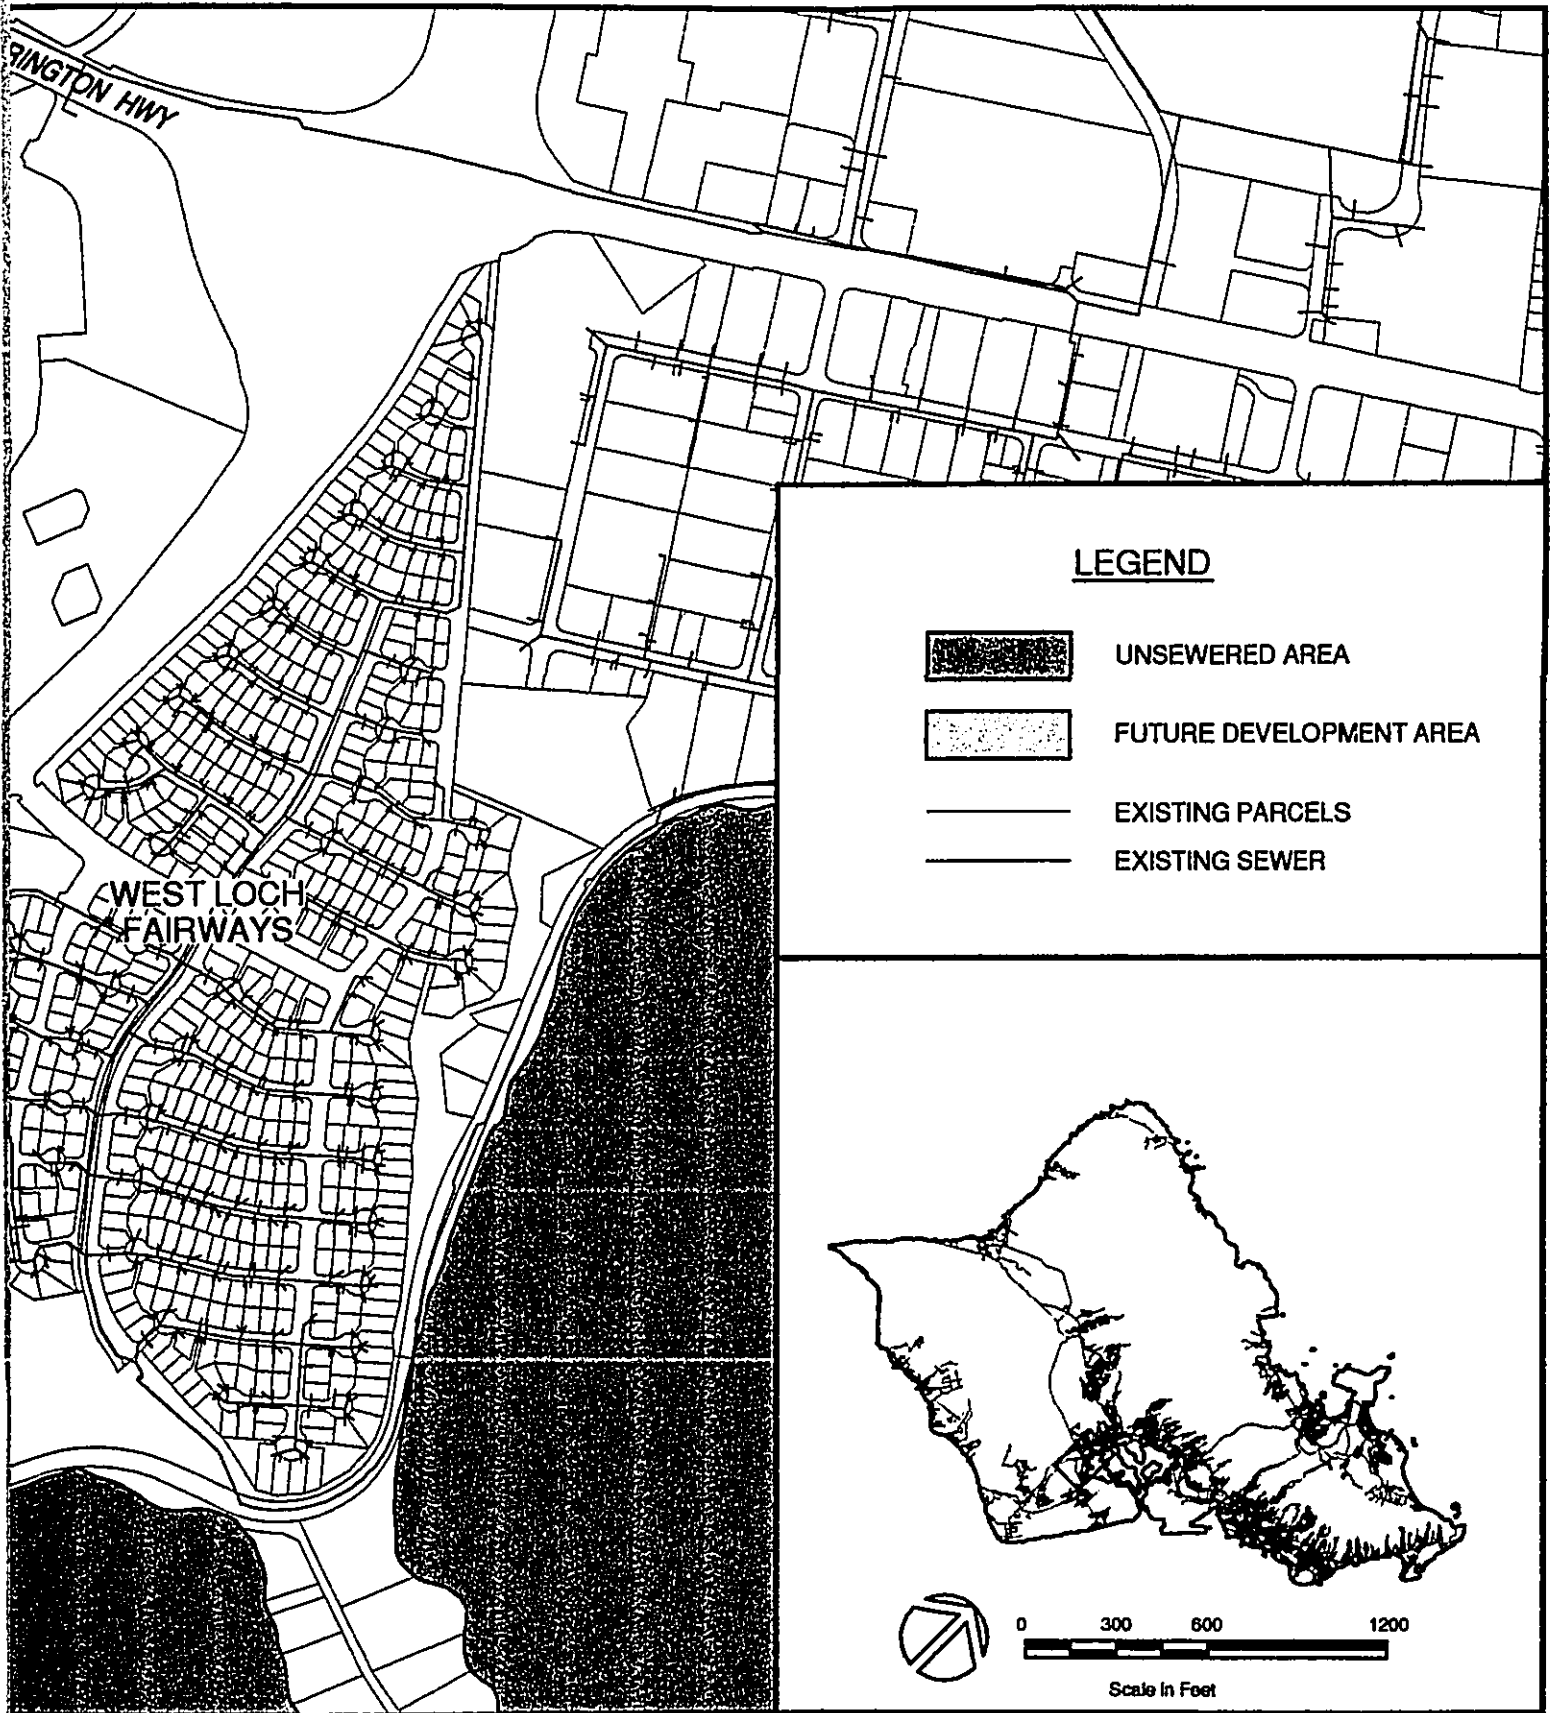 RINGTON HWY
WEST LOCH
FAIRWAYS
LEGEND
UNSEWERED AREA
FUTURE DEVELOPMENT AREA
EXISTING PARCELS
EXISTING SEWER
0 300 600 1200
Scale In Feet